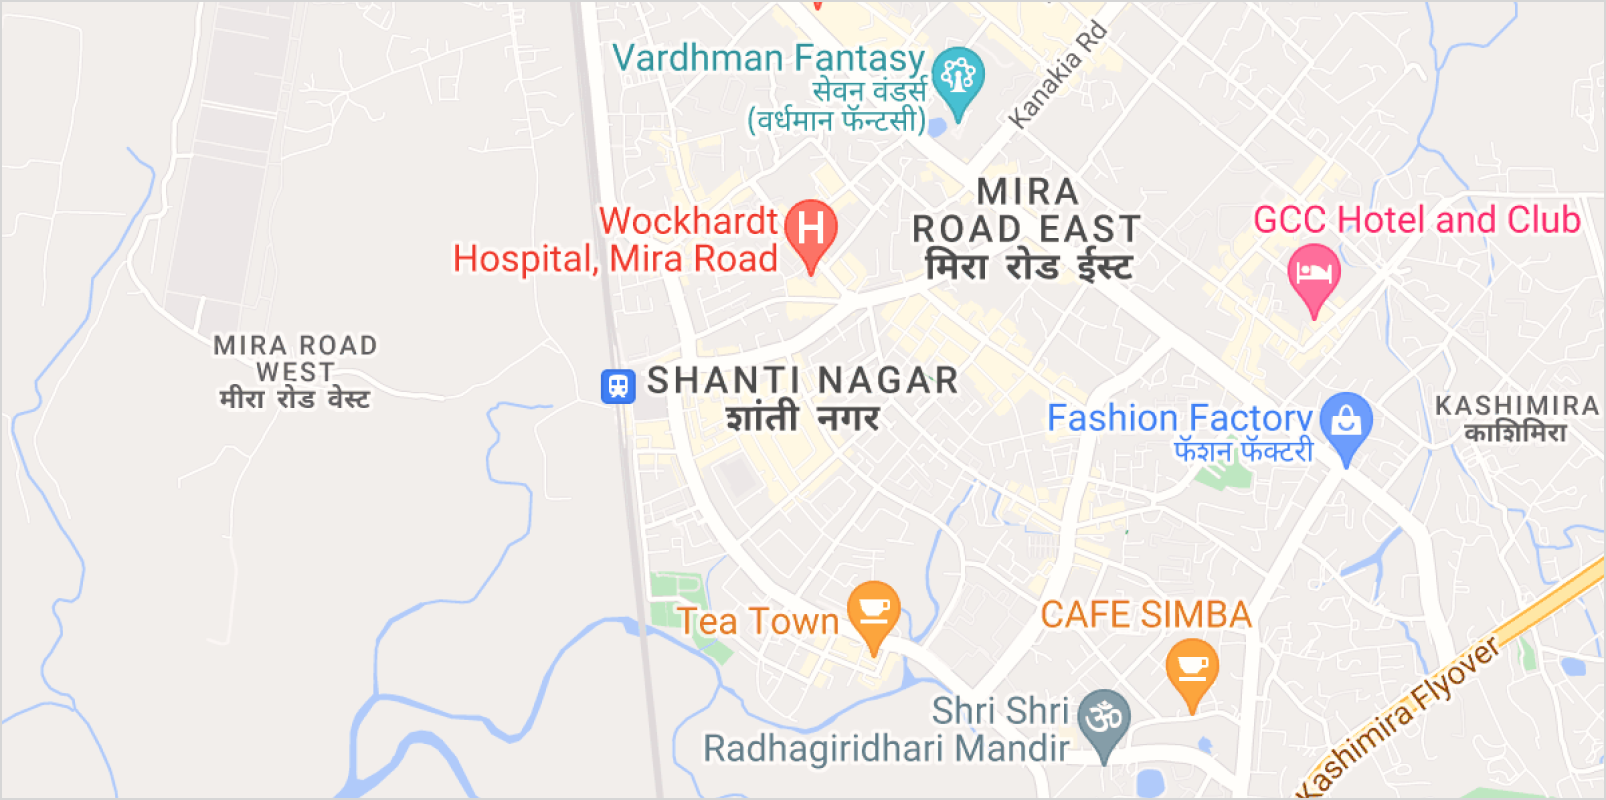 Vardhman Fantasy
सेवन वंडर्स
(वर्धमान फॅन्टसी)
Kanakia Rd
MIRA
ROAD EAST
मिरा रोड ईस्ट
Wockhardt
Hospital, Mira Road
GCC Hotel and Club
MIRA ROAD
WEST
मीरा रोड वेस्ट
SHANTI NAGAR
शांती नगर
Fashion Factory
फॅशन फॅक्टरी
KASHIMIRA
काशिमिरा
Tea Town
CAFE SIMBA
Shri Shri
Radhagiridhari Mandir
Kashimira Flyover